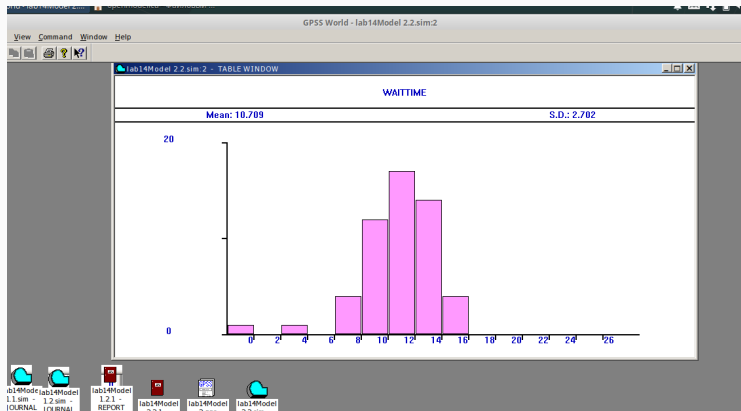 GPSS World - lab14Model 2.2.sim:2
View Command Window Help
lab14Model 2.2.sim:2 - TABLE WINDOW
WAITTIME
Mean: 10.709 S.D.: 2.702
20
0
0 2 4 6 8 10 12 14 16 18 20 22 24 26
lab14Model
1.2.sim -
JOURNAL
lab14Model
1.2.1 -
REPORT
lab14Model
lab14Model
lab14Model